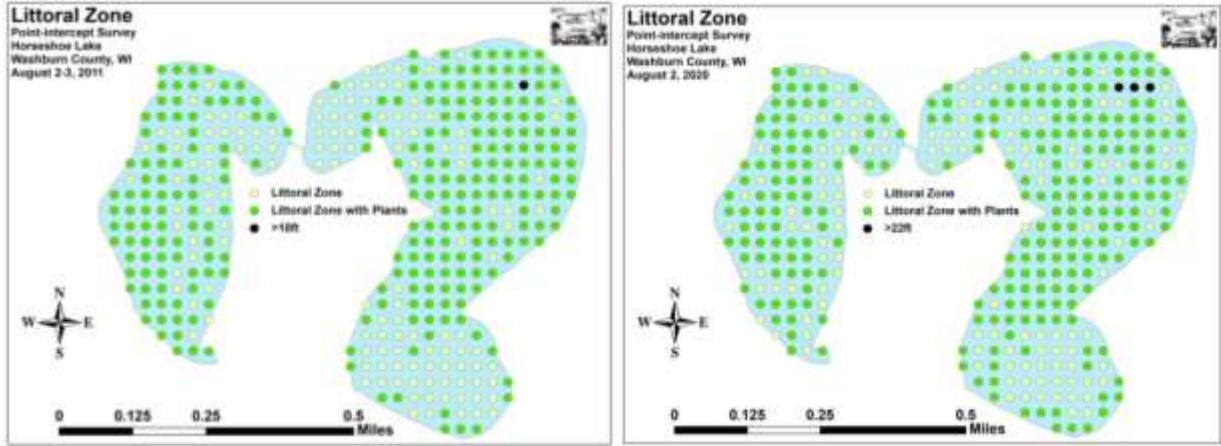 Littoral Zone
Point-intercept Survey
Horseshoe Lake
Washburn County, WI
August 2-3, 2011
Littoral Zone
Littoral Zone with Plants
>18ft
N
W E
S
0 0.125 0.25 0.5
Miles
Littoral Zone
Point-intercept Survey
Horseshoe Lake
Washburn County, WI
August 2, 2020
Littoral Zone
Littoral Zone with Plants
>22ft
N
W E
S
0 0.125 0.25 0.5
Miles